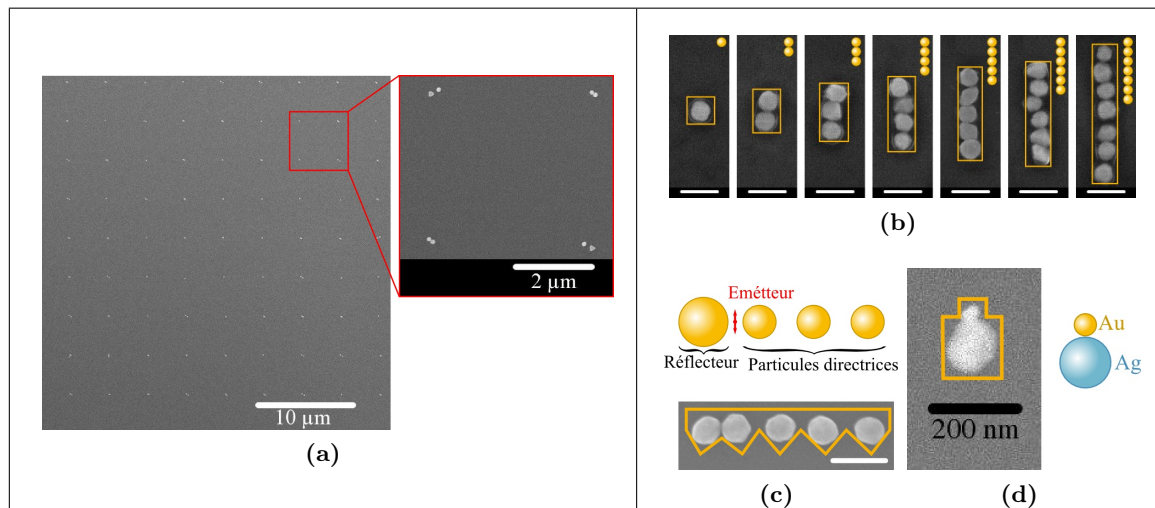 2 µm
10 µm
(a)
(b)
Emétteur
Réflecteur
Particules directrices
(c)
Au
Ag
200 nm
(d)